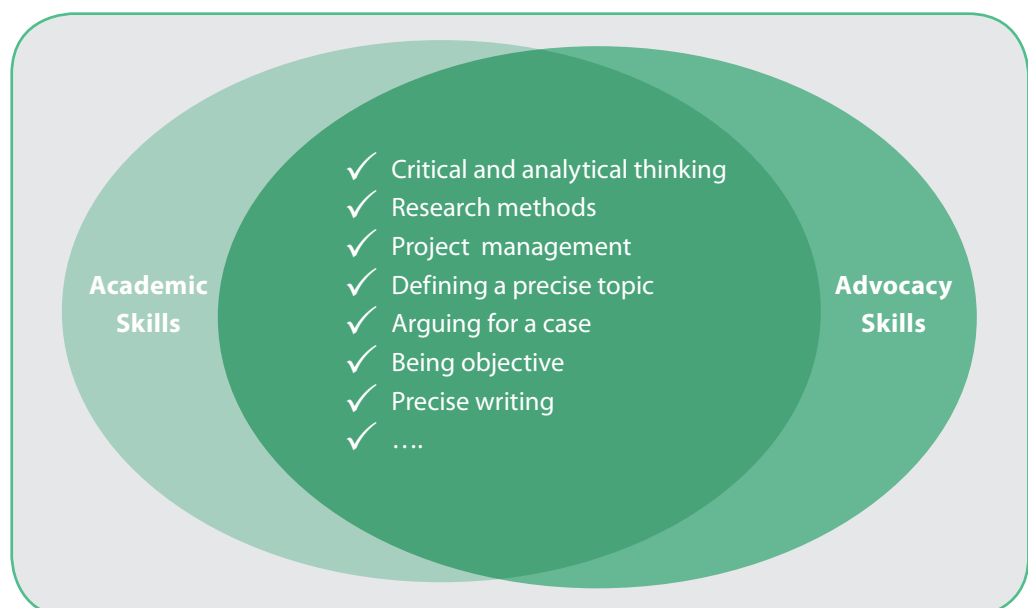 Academic
Skills
✓ Critical and analytical thinking
✓ Research methods
✓ Project management
✓ Defining a precise topic
✓ Arguing for a case
✓ Being objective
✓ Precise writing
✓ ....
Advocacy
Skills